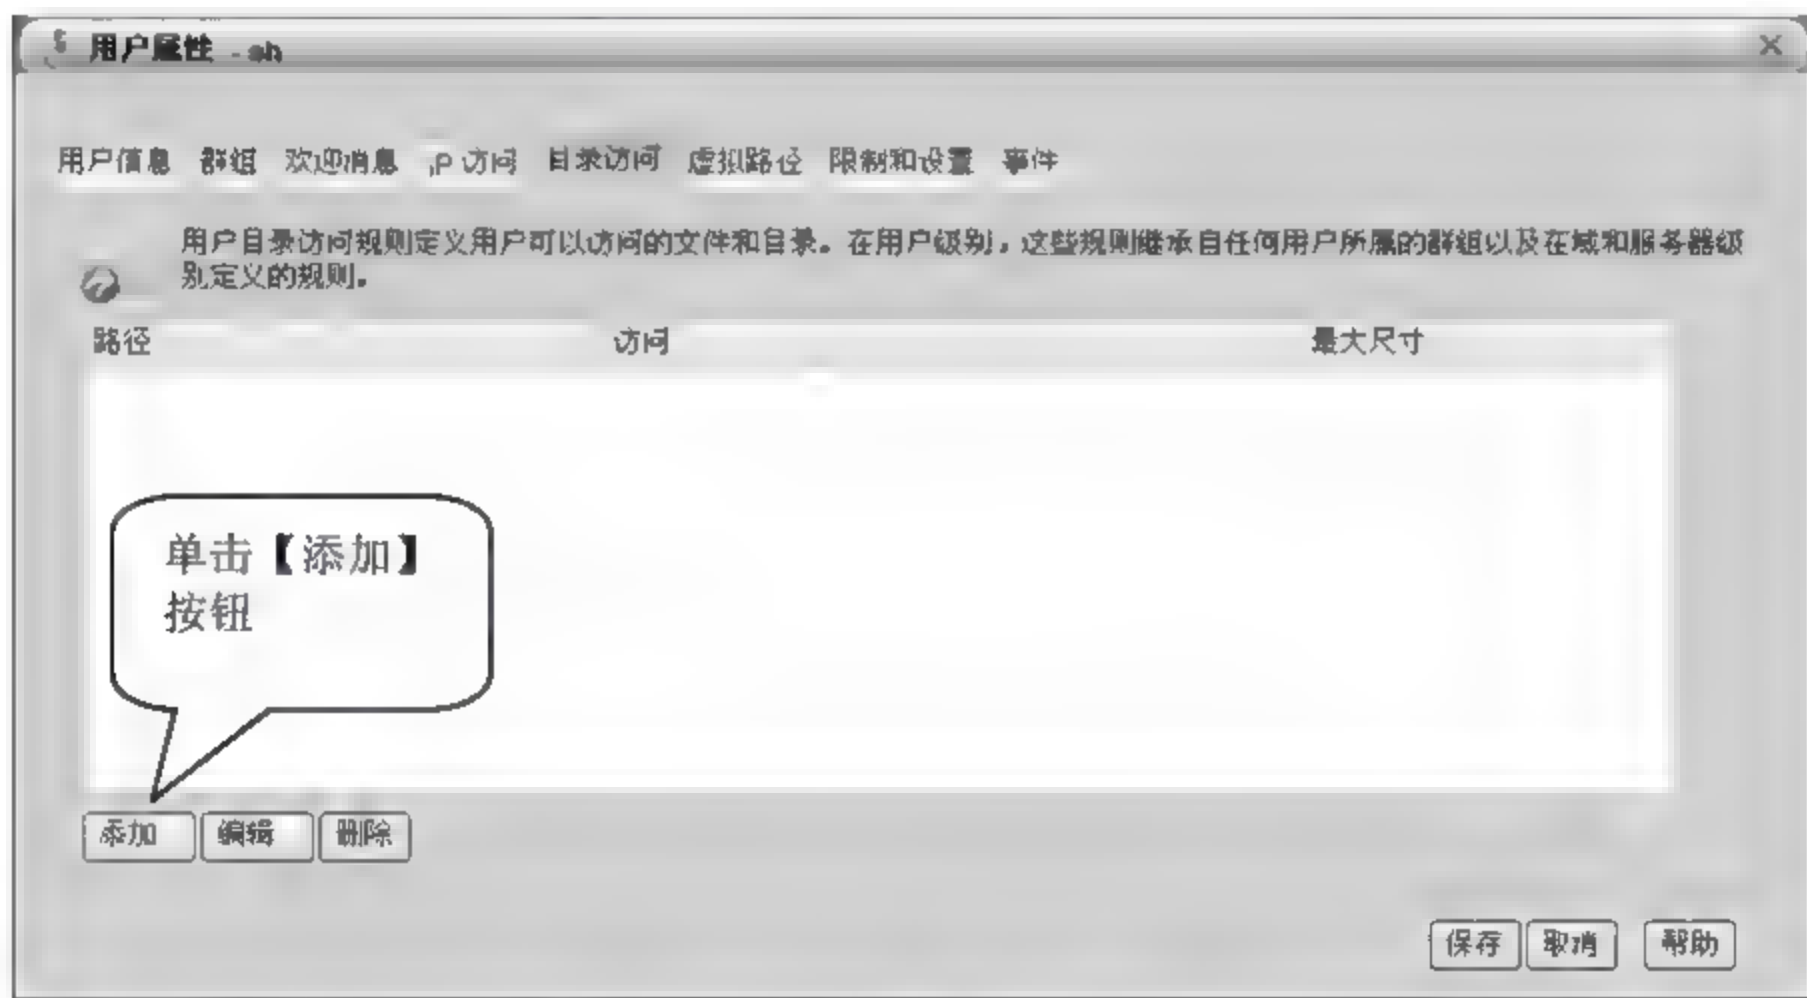 用户属性 - sh
用户信息 群组 欢迎消息 IP 访问 目录访问 虚拟路径 限制和设置 事件
用户目录访问规则定义用户可以访问的文件和目录。在用户级别，这些规则继承自任何用户所属的群组以及在域和服务器级
别定义的规则。
路径 访问 最大尺寸
单击【添加】
按钮
添加 编辑 删除
保存 取消 帮助